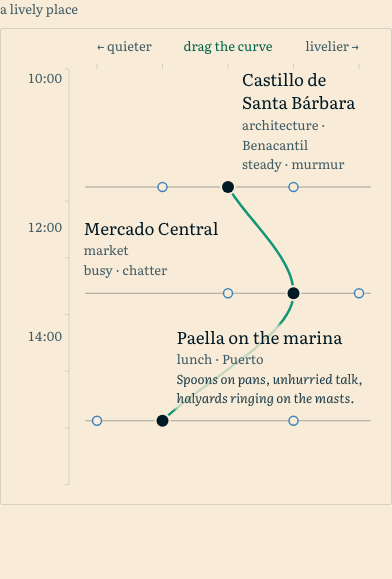 a lively place
← quieter drag the curve livelier →
10:00
Castillo de
Santa Bárbara
architecture ·
Benacantil
steady · murmur
12:00
Mercado Central
market
busy · chatter
14:00
Paella on the marina
lunch · Puerto
Spoons on pans, unhurried talk,
halyards ringing on the masts.